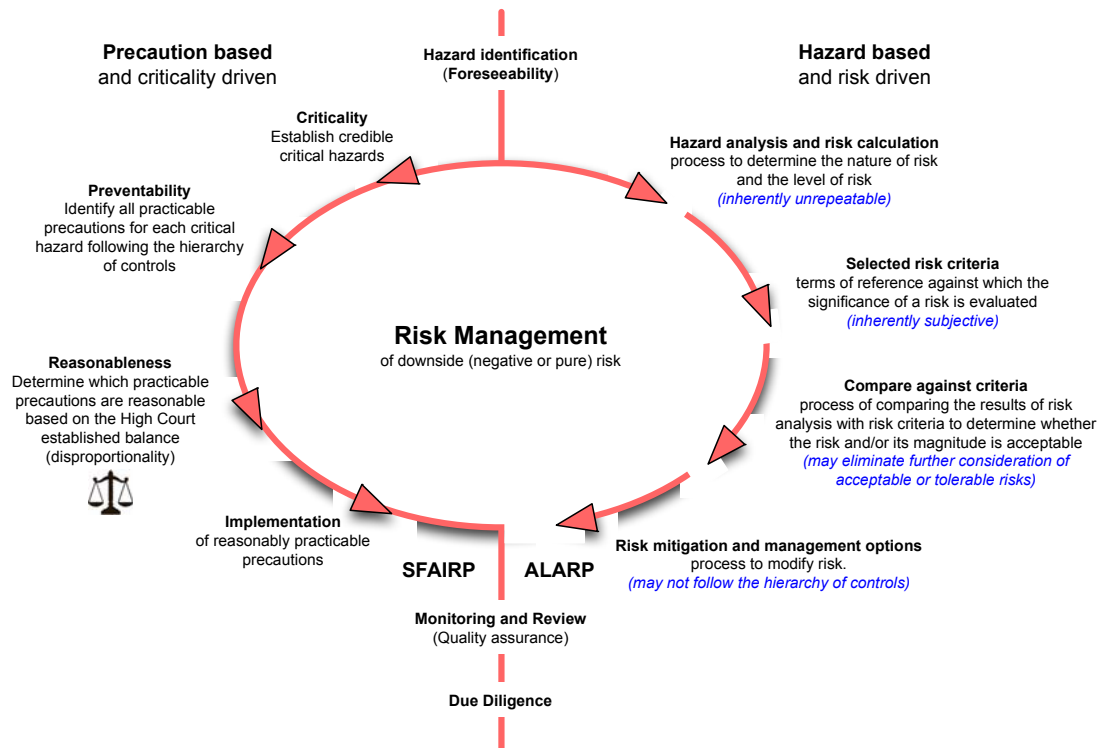 Precaution based
and criticality driven
Hazard identification
(Foreseeability)
Hazard based
and risk driven
Criticality
Establish credible
critical hazards
Preventability
Identify all practicable
precautions for each critical
hazard following the hierarchy
of controls
Reasonableness
Determine which practicable
precautions are reasonable
based on the High Court
established balance
(disproportionality)
Implementation
of reasonably practicable
precautions
Risk Management
of downside (negative or pure) risk
Hazard analysis and risk calculation
process to determine the nature of risk
and the level of risk
(inherently unrepeatable)
Selected risk criteria
terms of reference against which the
significance of a risk is evaluated
(inherently subjective)
Compare against criteria
process of comparing the results of risk
analysis with risk criteria to determine whether
the risk and/or its magnitude is acceptable
(may eliminate further consideration of
acceptable or tolerable risks)
Risk mitigation and management options
process to modify risk.
(may not follow the hierarchy of controls)
SFAIRP
ALARP
Monitoring and Review
(Quality assurance)
Due Diligence